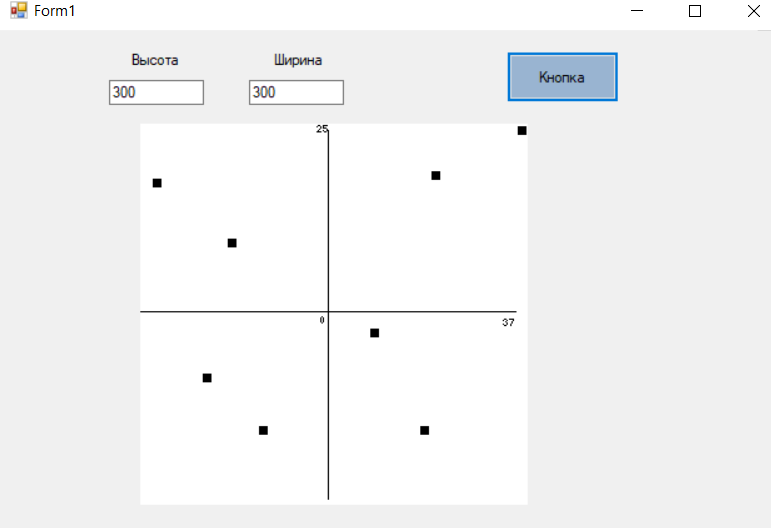 Form1
Высота
Ширина
300
300
Кнопка
25
0
37